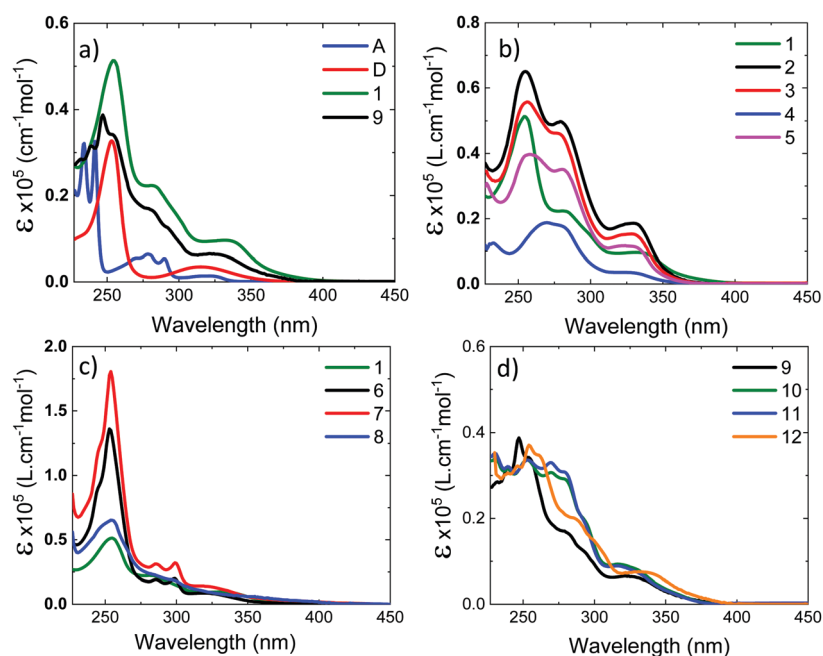 a)
A
D
1
9
0.6
0.4
0.2
0.0
ε x10⁵ (cm⁻¹mol⁻¹)
250 300 350 400 450
Wavelength (nm)
b)
1
2
3
4
5
0.8
0.6
0.4
0.2
0.0
ε x10⁵ (L.cm⁻¹mol⁻¹)
250 300 350 400 450
Wavelength (nm)
c)
1
6
7
8
2.0
1.5
1.0
0.5
0.0
ε x10⁵ (L.cm⁻¹mol⁻¹)
250 300 350 400 450
Wavelength (nm)
d)
9
10
11
12
0.6
0.4
0.2
0.0
ε x10⁵ (L.cm⁻¹mol⁻¹)
250 300 350 400 450
Wavelength (nm)